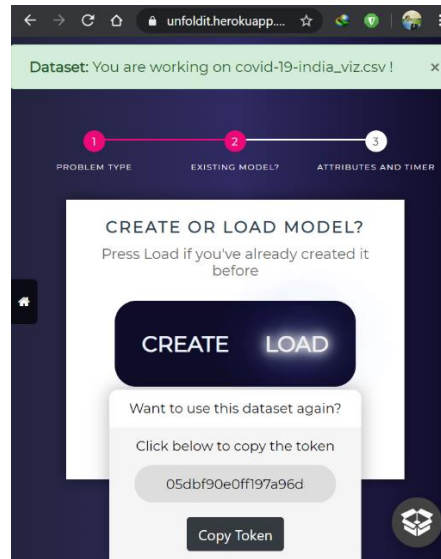 unfoldit.herokuapp....
Dataset: You are working on covid-19-india_viz.csv !
×
1
2
3
PROBLEM TYPE
EXISTING MODEL?
ATTRIBUTES AND TIMER
CREATE OR LOAD MODEL?
Press Load if you've already created it
before
CREATE LOAD
Want to use this dataset again?
Click below to copy the token
05dbf90e0ff197a96d
Copy Token